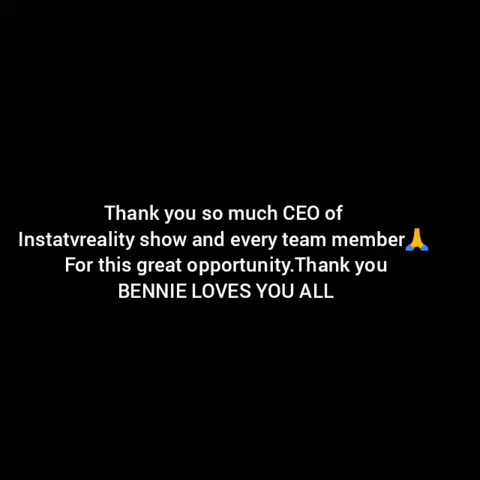 Thank you so much CEO of
Instatvreality show and every team member🙏
For this great opportunity.Thank you
BENNIE LOVES YOU ALL